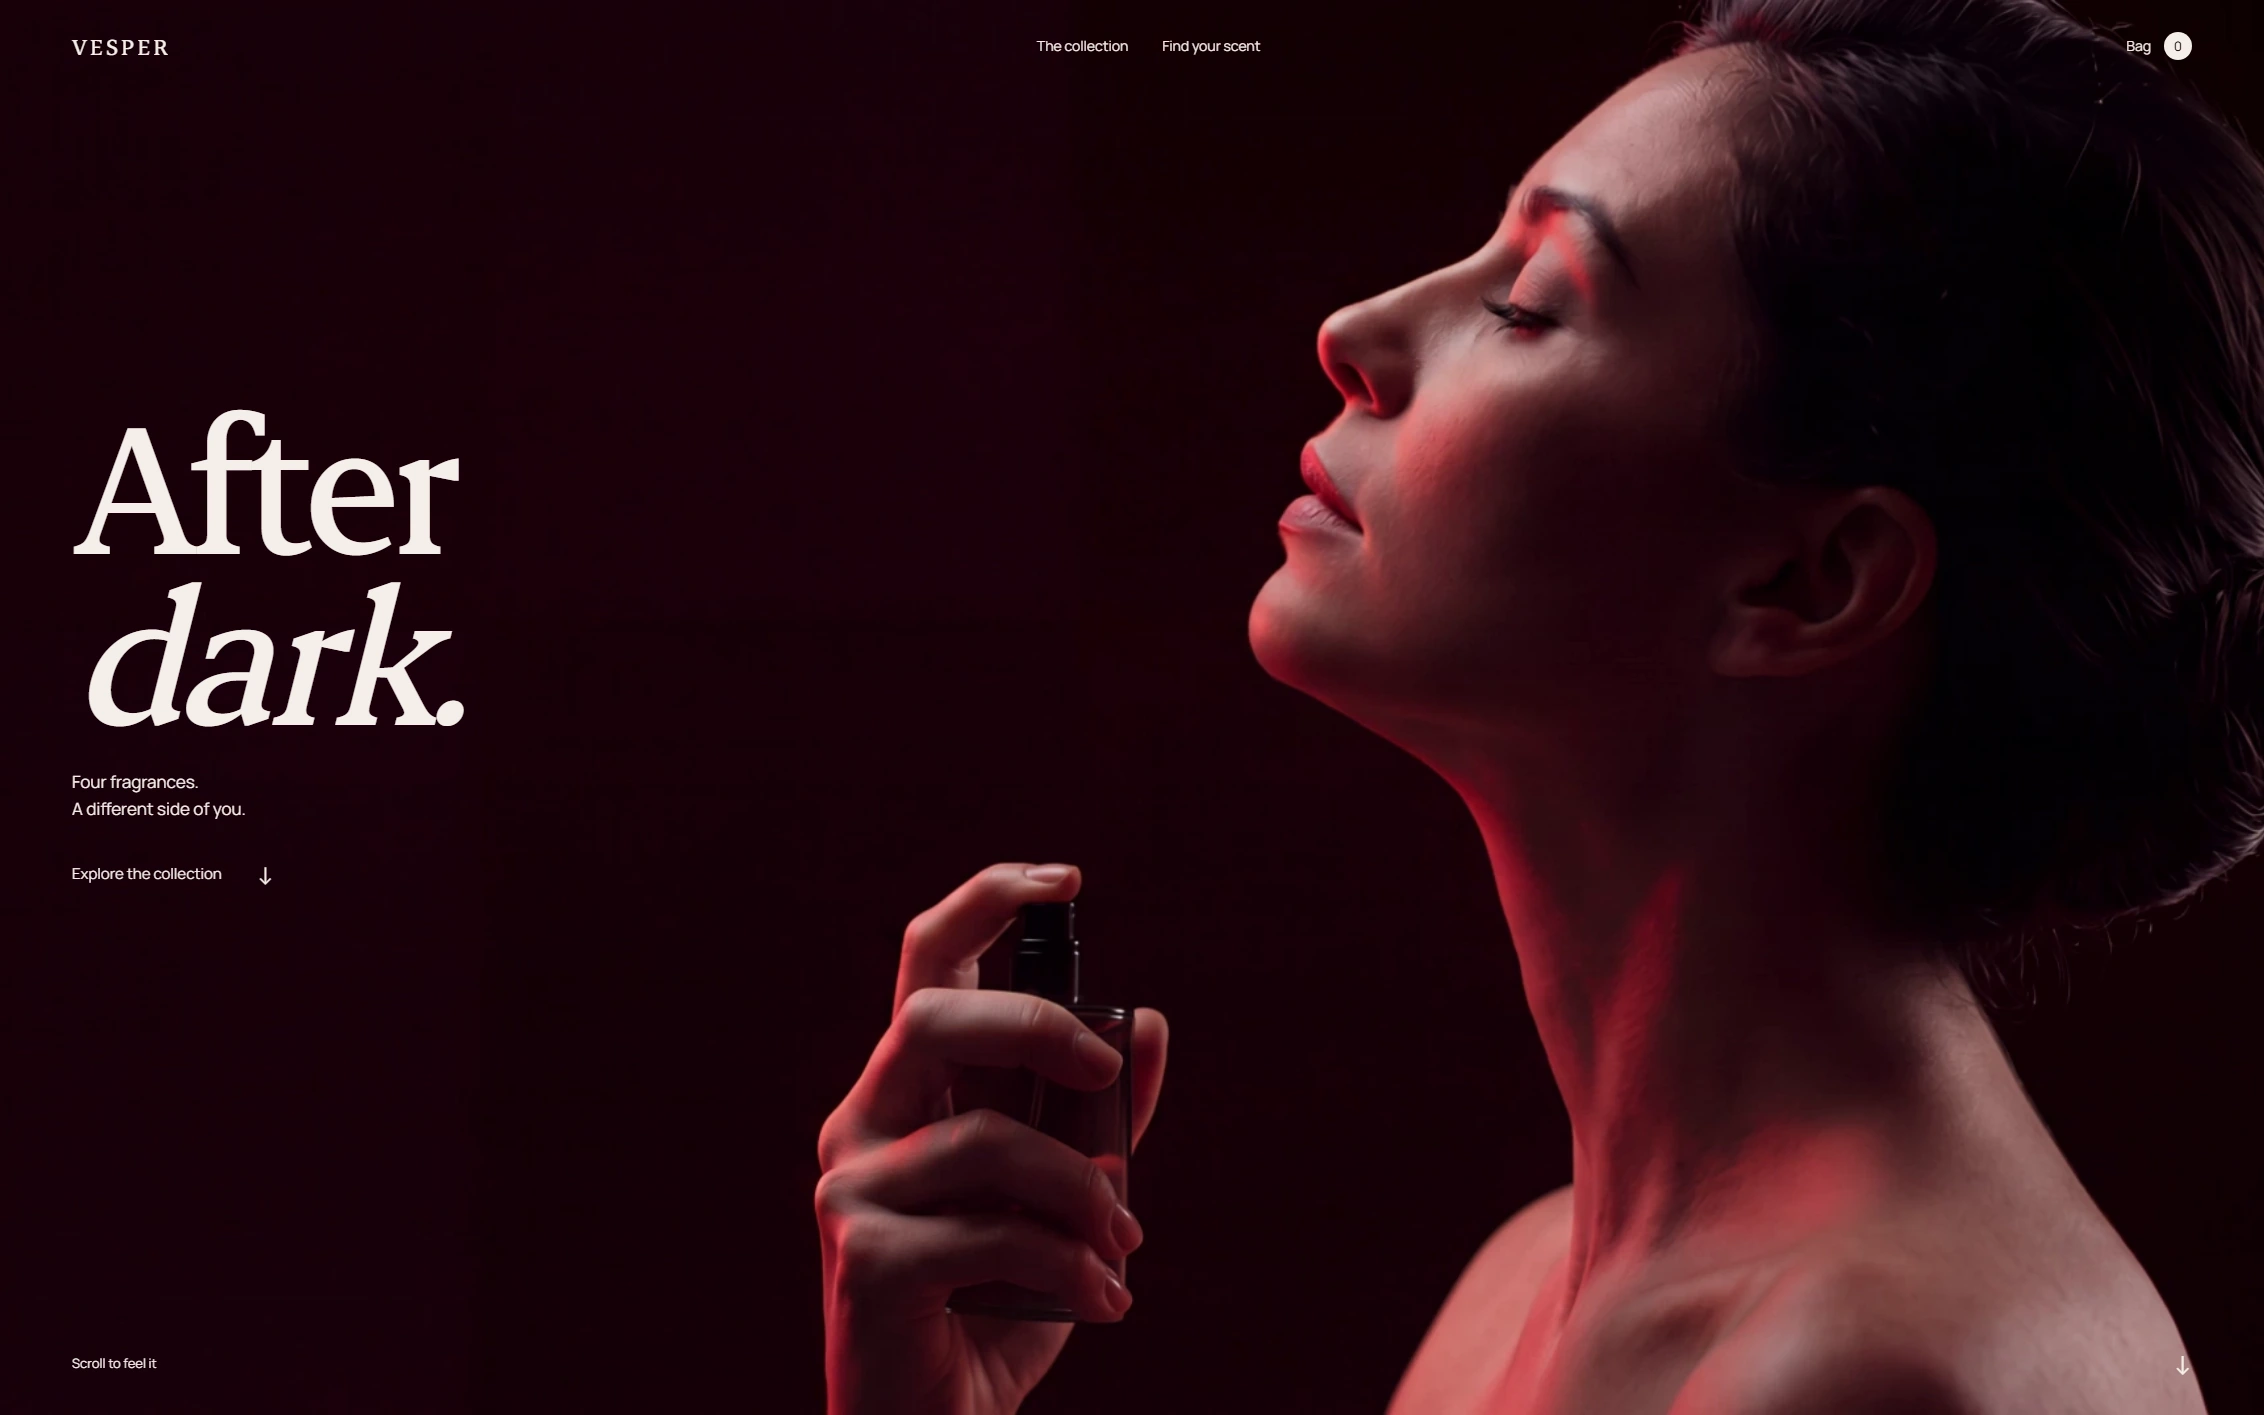 VESPER
The collection
Find your scent
Bag 0
After
dark.
Four fragrances.
A different side of you.
Explore the collection ↓
Scroll to feel it ↓